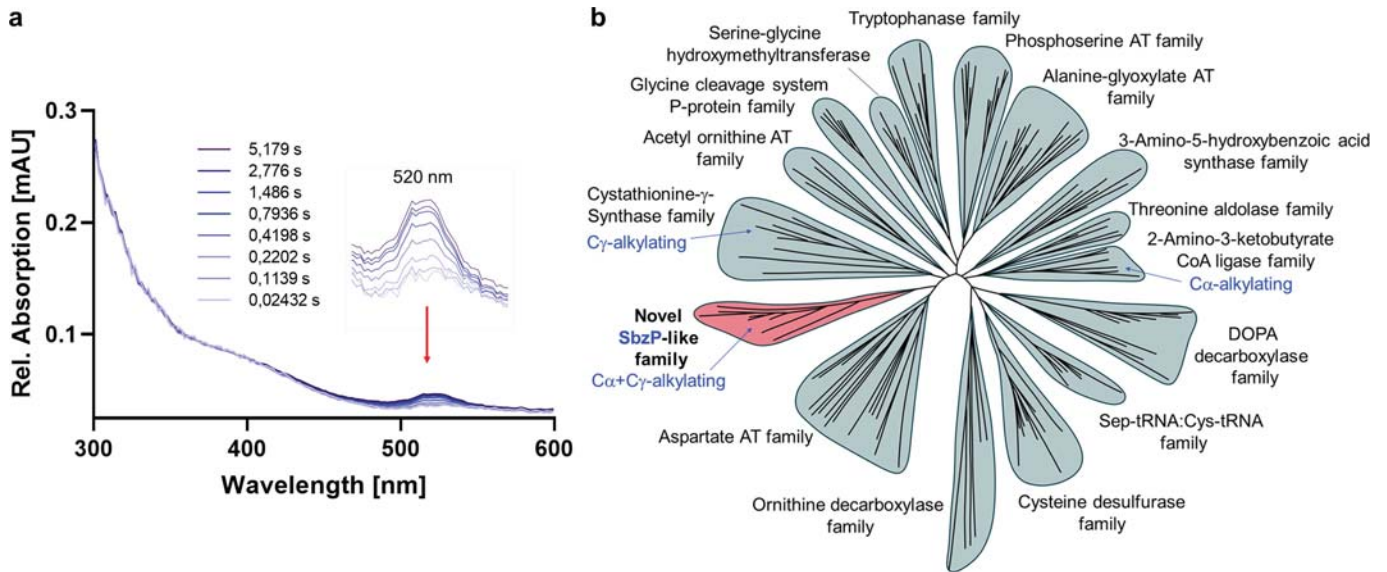 a
Rel. Absorption [mAU]
0.3
0.2
0.1
300
400
500
600
Wavelength [nm]
5,179 s
2,776 s
1,486 s
0,7936 s
0,4198 s
0,2202 s
0,1139 s
0,02432 s
520 nm
b
Tryptophanase family
Serine-glycine
hydroxymethyltransferase
Glycine cleavage system
P-protein family
Acetyl ornithine AT
family
Cystathionine-γ-
Synthase family
Cγ-alkylating
Novel
SbzP-like
family
Cα+Cγ-alkylating
Aspartate AT family
Ornithine decarboxylase
family
Phosphoserine AT family
Alanine-glyoxylate AT
family
3-Amino-5-hydroxybenzoic acid
synthase family
Threonine aldolase family
2-Amino-3-ketobutyrate
CoA ligase family
Cα-alkylating
DOPA
decarboxylase
family
Sep-tRNA:Cys-tRNA
family
Cysteine desulfurase
family